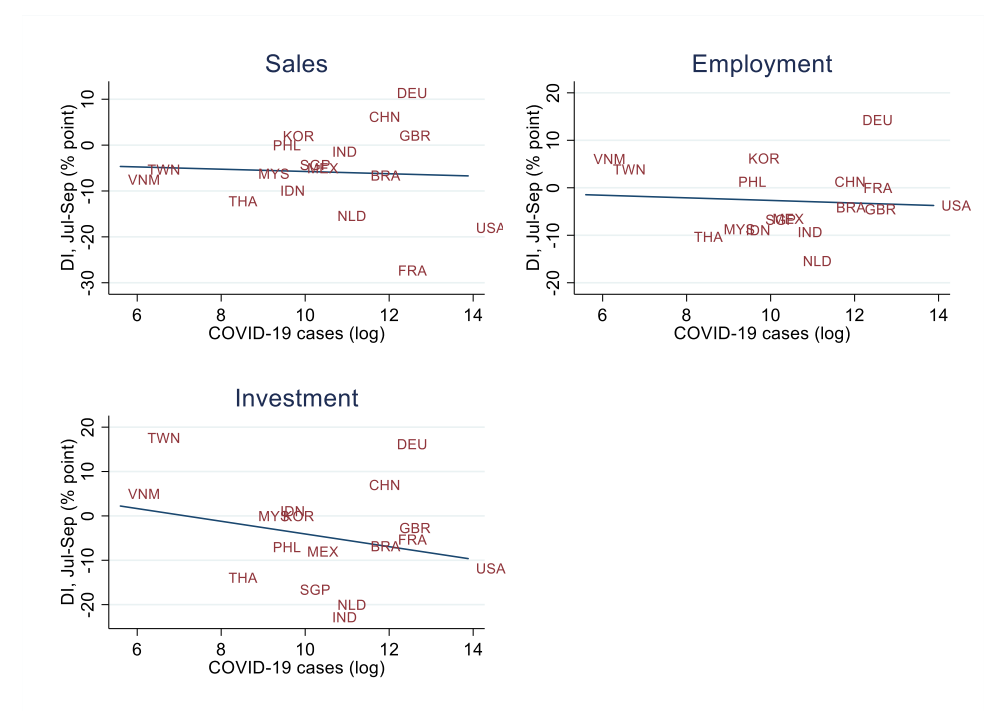 Sales
DI, Jul-Sep (% point)
10
0
-10
-20
-30
DEU
CHN
KOR
GBR
PHL
IND
SGP
MEX
TWN
MYS
BRA
VNM
IDN
THA
NLD
USA
FRA
6 8 10 12 14
COVID-19 cases (log)
Employment
DI, Jul-Sep (% point)
20
10
0
-10
-20
DEU
VNM
KOR
TWN
PHL
CHN
FRA
BRA
GBR
USA
SGP
MEX
MYS
IDN
IND
THA
NLD
6 8 10 12 14
COVID-19 cases (log)
Investment
DI, Jul-Sep (% point)
20
10
0
-10
-20
TWN
DEU
CHN
VNM
IDN
MYS
KOR
GBR
FRA
PHL
BRA
MEX
USA
THA
SGP
NLD
IND
6 8 10 12 14
COVID-19 cases (log)